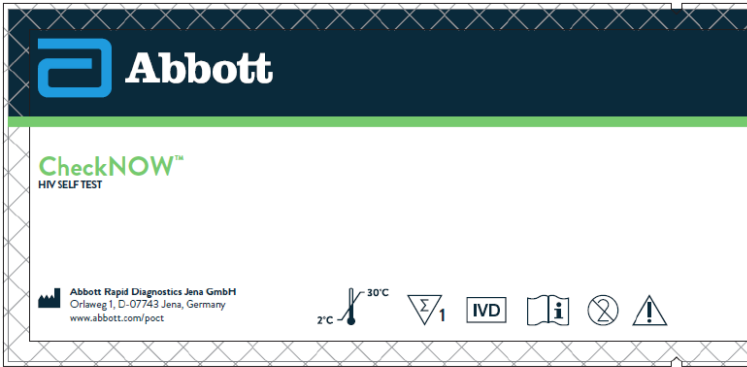 Abbott
CheckNOW™
HIV SELF TEST
Abbott Rapid Diagnostics Jena GmbH
Orlaweg 1, D-07743 Jena, Germany
www.abbott.com/poct
2°C
30°C
Σ
1
IVD
i
2
!